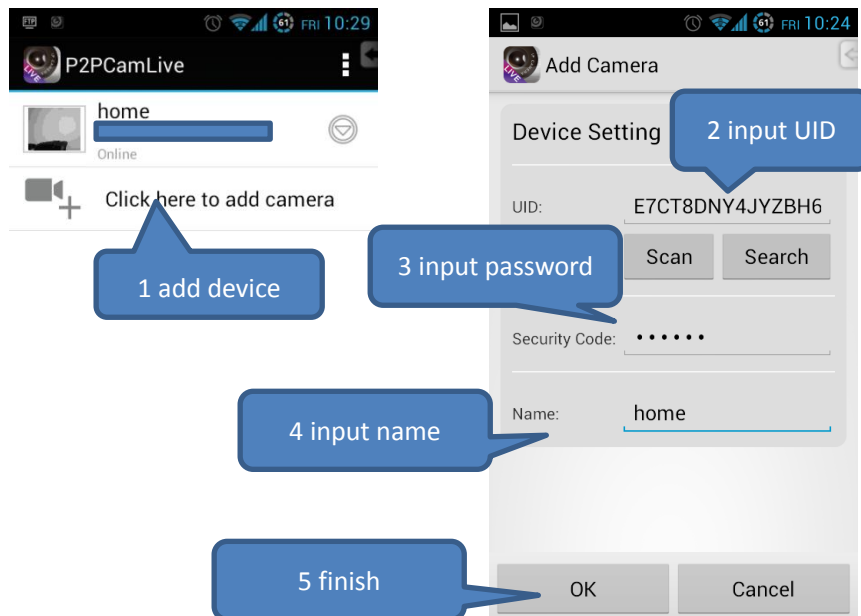 FRI 10:29
P2PCamLive
home
Online
Click here to add camera
1 add device
FRI 10:24
Add Camera
Device Setting
2 input UID
UID: E7CT8DNY4JYZBH6
3 input password
Scan Search
Security Code: ••••••
4 input name
Name: home
5 finish
OK Cancel